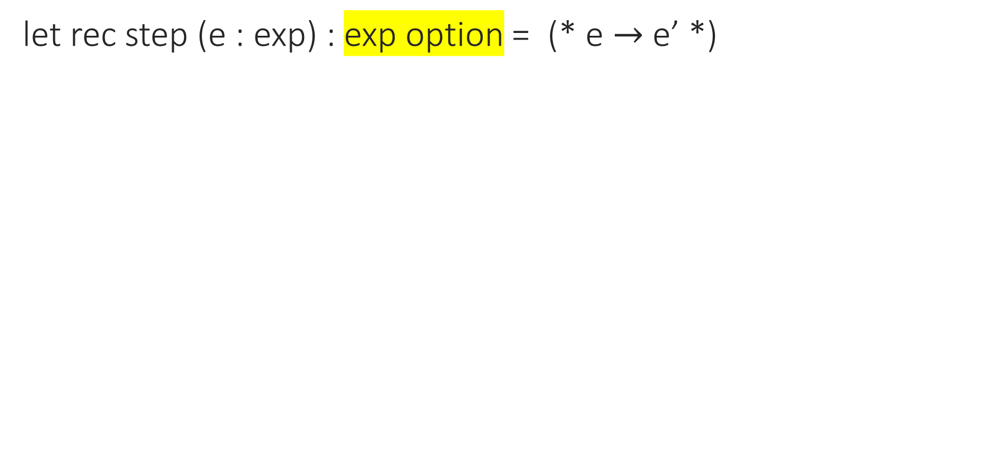 let rec step (e : exp) : exp option = (* e → e’ *)